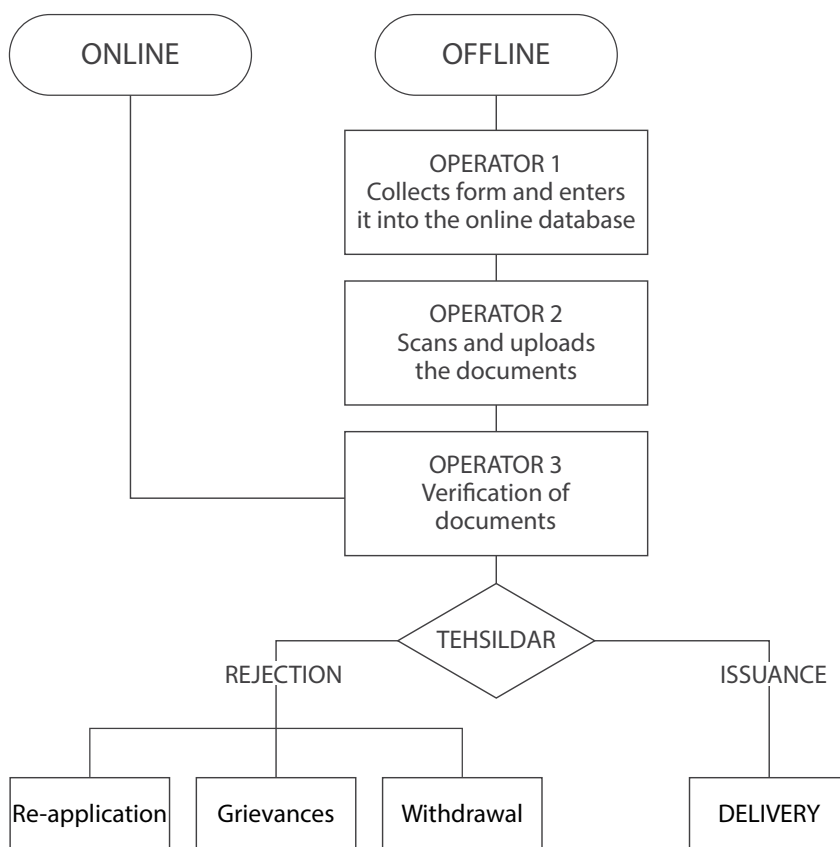 ONLINE
OFFLINE
OPERATOR 1
Collects form and enters
it into the online database
OPERATOR 2
Scans and uploads
the documents
OPERATOR 3
Verification of
documents
TEHSILDAR
REJECTION
ISSUANCE
Re-application
Grievances
Withdrawal
DELIVERY